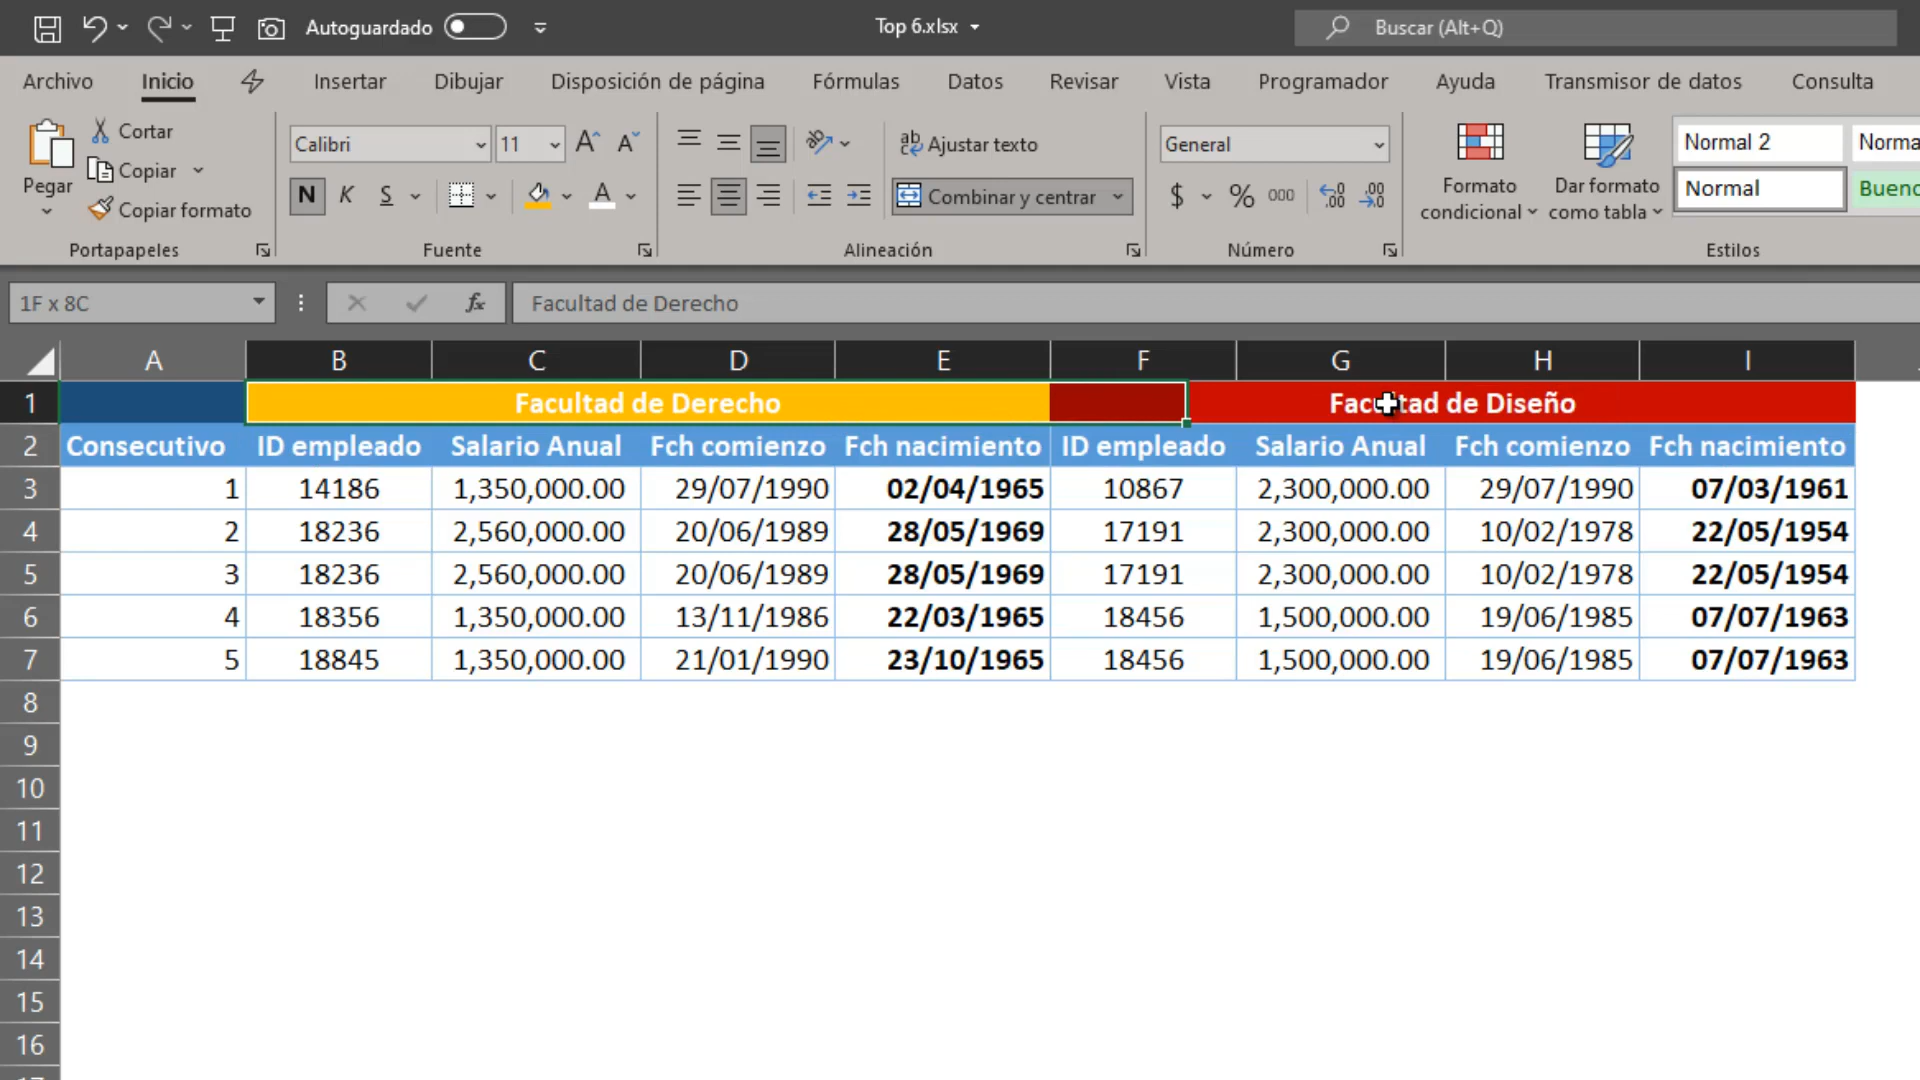 Autoguardado Top 6.xlsx Buscar (Alt+Q)
Archivo Inicio Insertar Dibujar Disposición de página Fórmulas Datos Revisar Vista Programador Ayuda Transmisor de datos Consulta
Pegar Cortar Copiar Copiar formato Portapapeles
Calibri 11 N K S Fuente
Ajustar texto Combinar y centrar Alineación
General $ % 000 Número
Formato condicional Dar formato como tabla Normal 2 Norma Normal Bueno Estilos
1F x 8C fx Facultad de Derecho
A B C D E F G H I
1 Facultad de Derecho Facultad de Diseño
2 Consecutivo ID empleado Salario Anual Fch comienzo Fch nacimiento ID empleado Salario Anual Fch comienzo Fch nacimiento
3 1 14186 1,350,000.00 29/07/1990 02/04/1965 10867 2,300,000.00 29/07/1990 07/03/1961
4 2 18236 2,560,000.00 20/06/1989 28/05/1969 17191 2,300,000.00 10/02/1978 22/05/1954
5 3 18236 2,560,000.00 20/06/1989 28/05/1969 17191 2,300,000.00 10/02/1978 22/05/1954
6 4 18356 1,350,000.00 13/11/1986 22/03/1965 18456 1,500,000.00 19/06/1985 07/07/1963
7 5 18845 1,350,000.00 21/01/1990 23/10/1965 18456 1,500,000.00 19/06/1985 07/07/1963
8
9
10
11
12
13
14
15
16